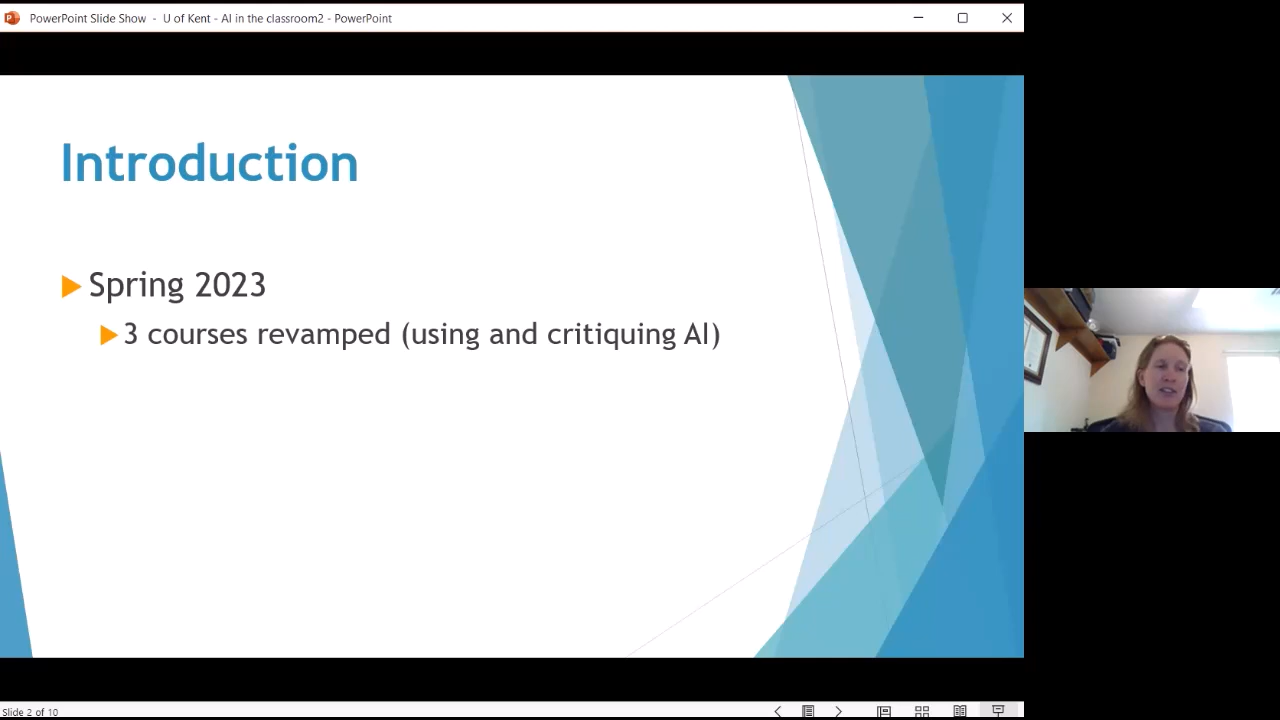 PowerPoint Slide Show - U of Kent - AI in the classroom2 - PowerPoint
Introduction
Spring 2023
3 courses revamped (using and critiquing AI)
Slide 2 of 10